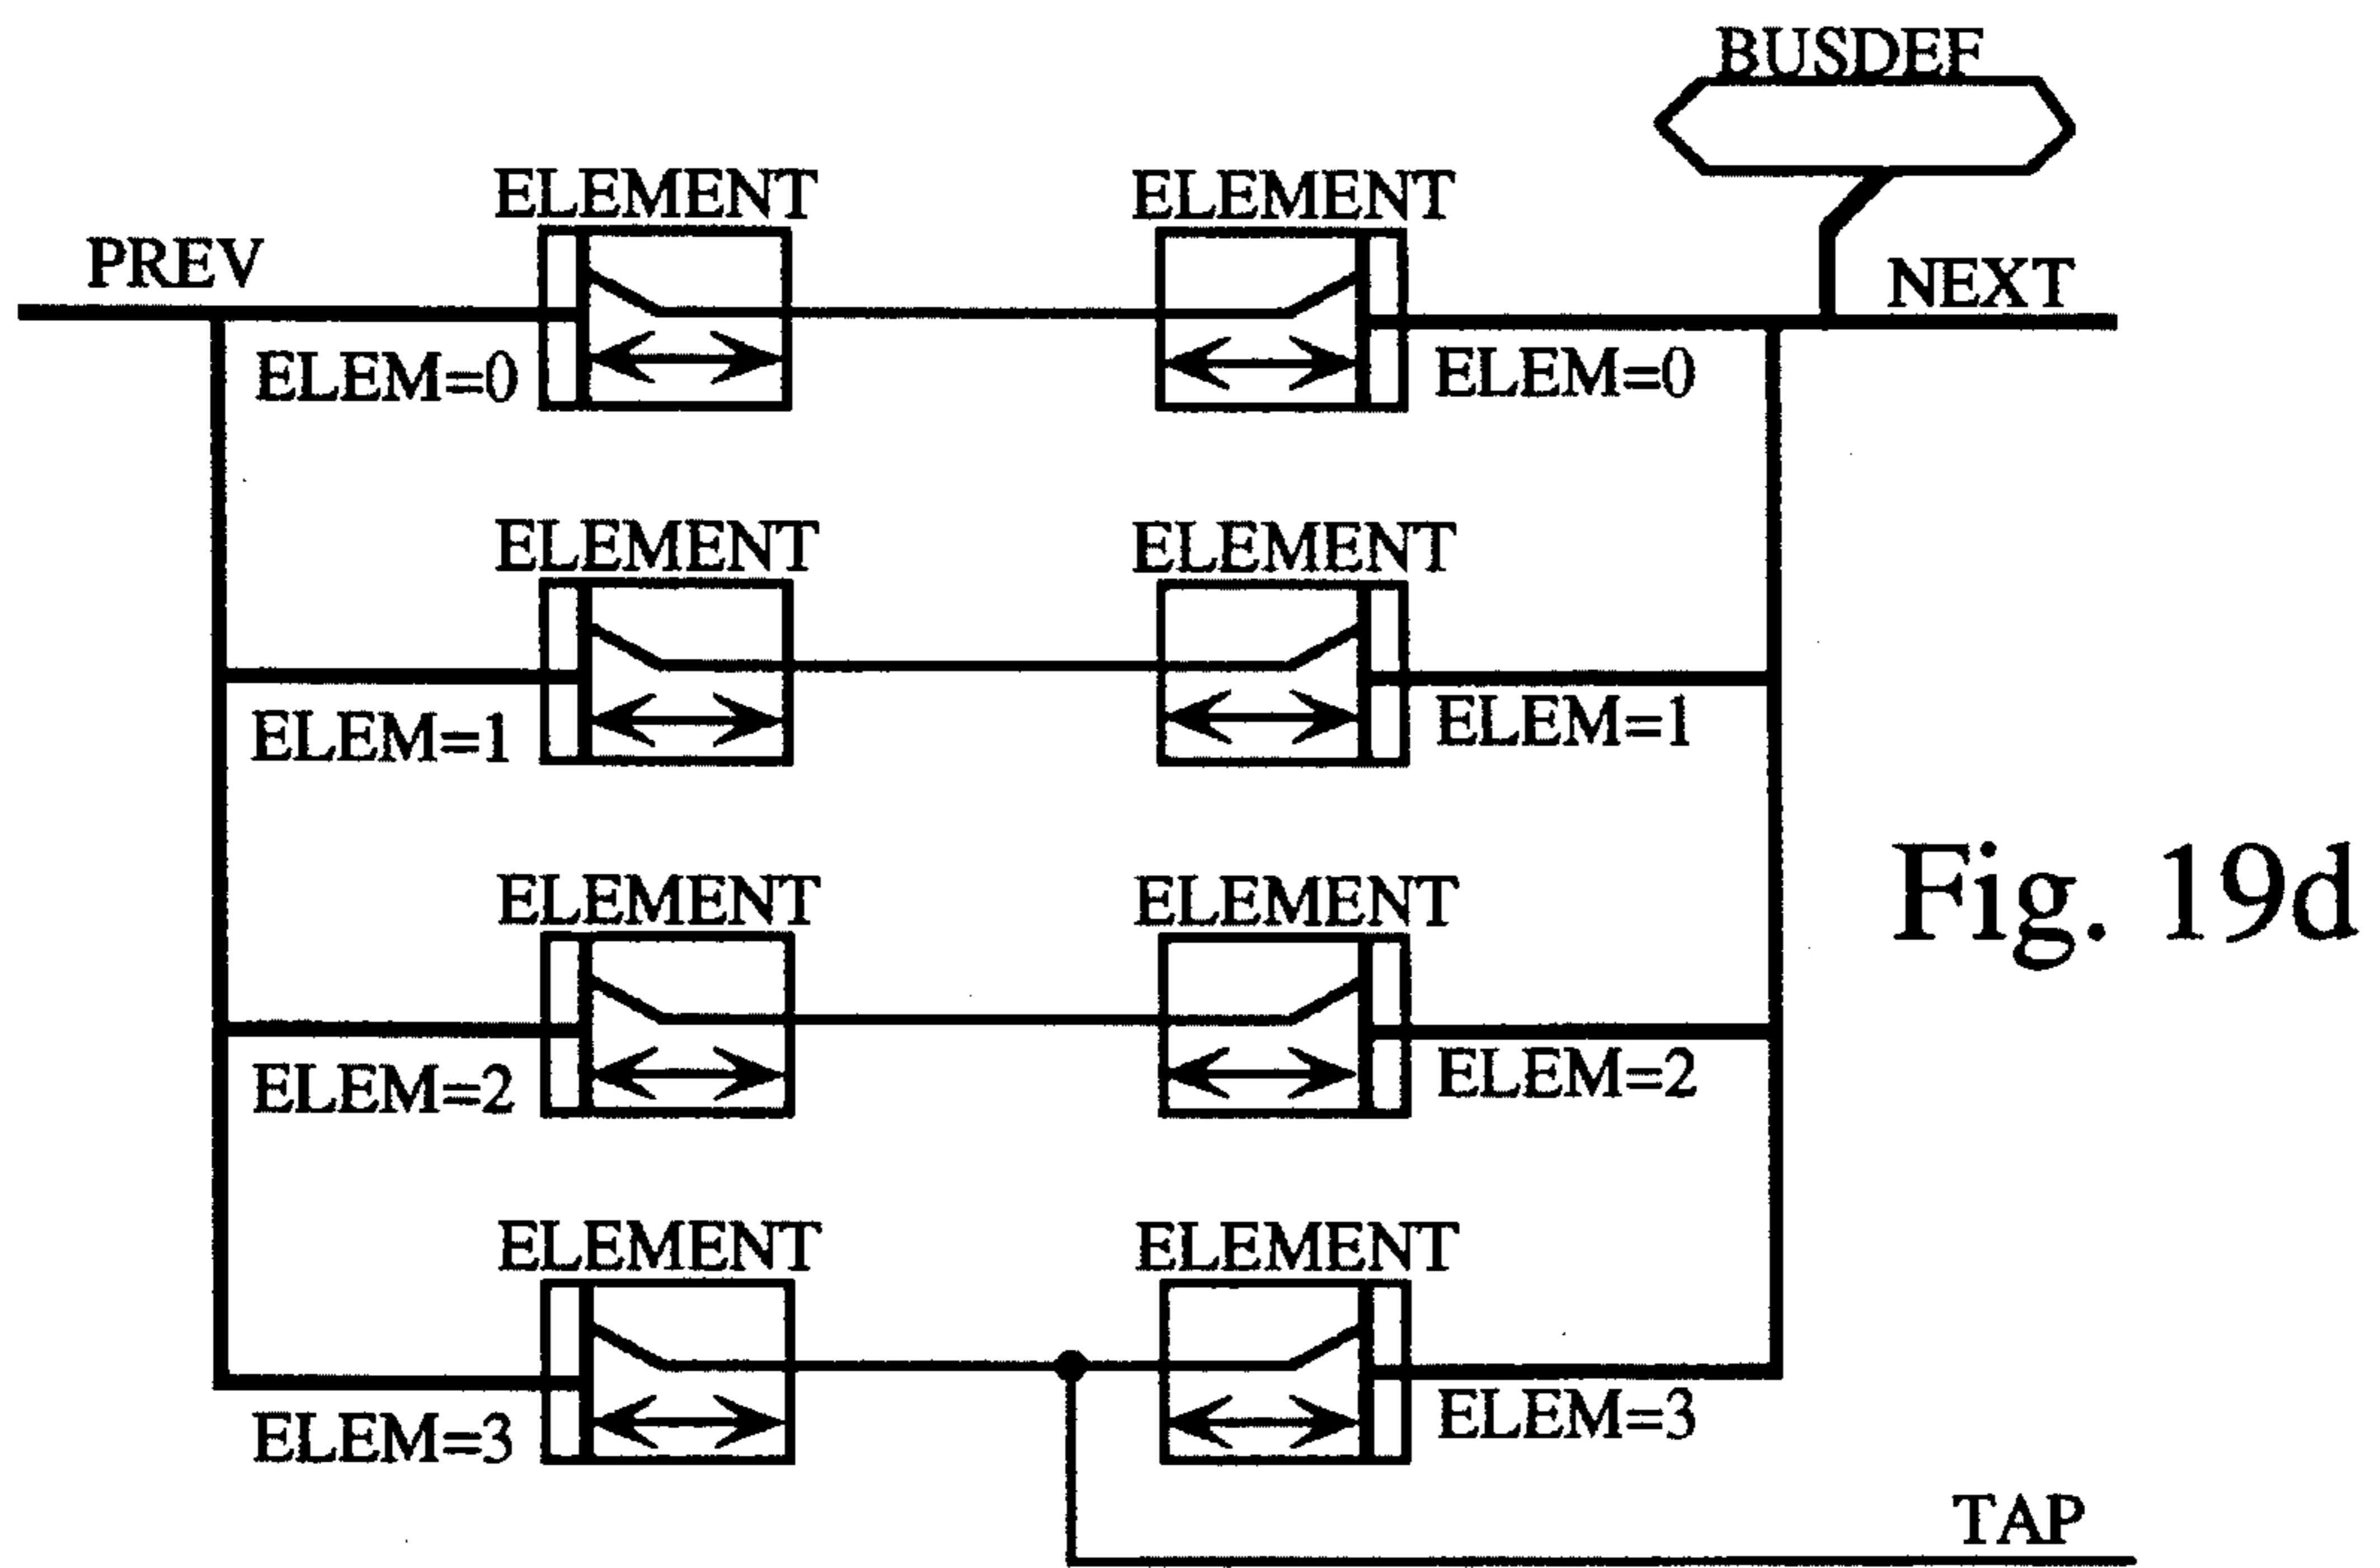 BUSDEF
ELEMENT ELEMENT
PREV NEXT
ELEM=0 ELEM=0
ELEMENT ELEMENT
ELEM=1 ELEM=1
Fig. 19d
ELEMENT ELEMENT
ELEM=2 ELEM=2
ELEMENT ELEMENT
ELEM=3 ELEM=3
TAP